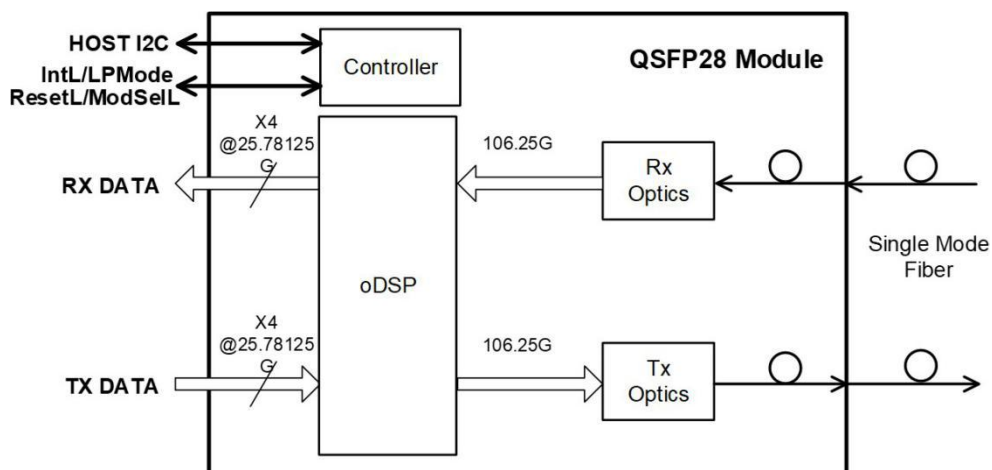 HOST I2C
IntL/LPMode
ResetL/ModSelL
Controller
QSFP28 Module
X4
@25.78125
G
106.25G
RX DATA
Rx
Optics
Single Mode
Fiber
oDSP
X4
@25.78125
G
106.25G
TX DATA
Tx
Optics